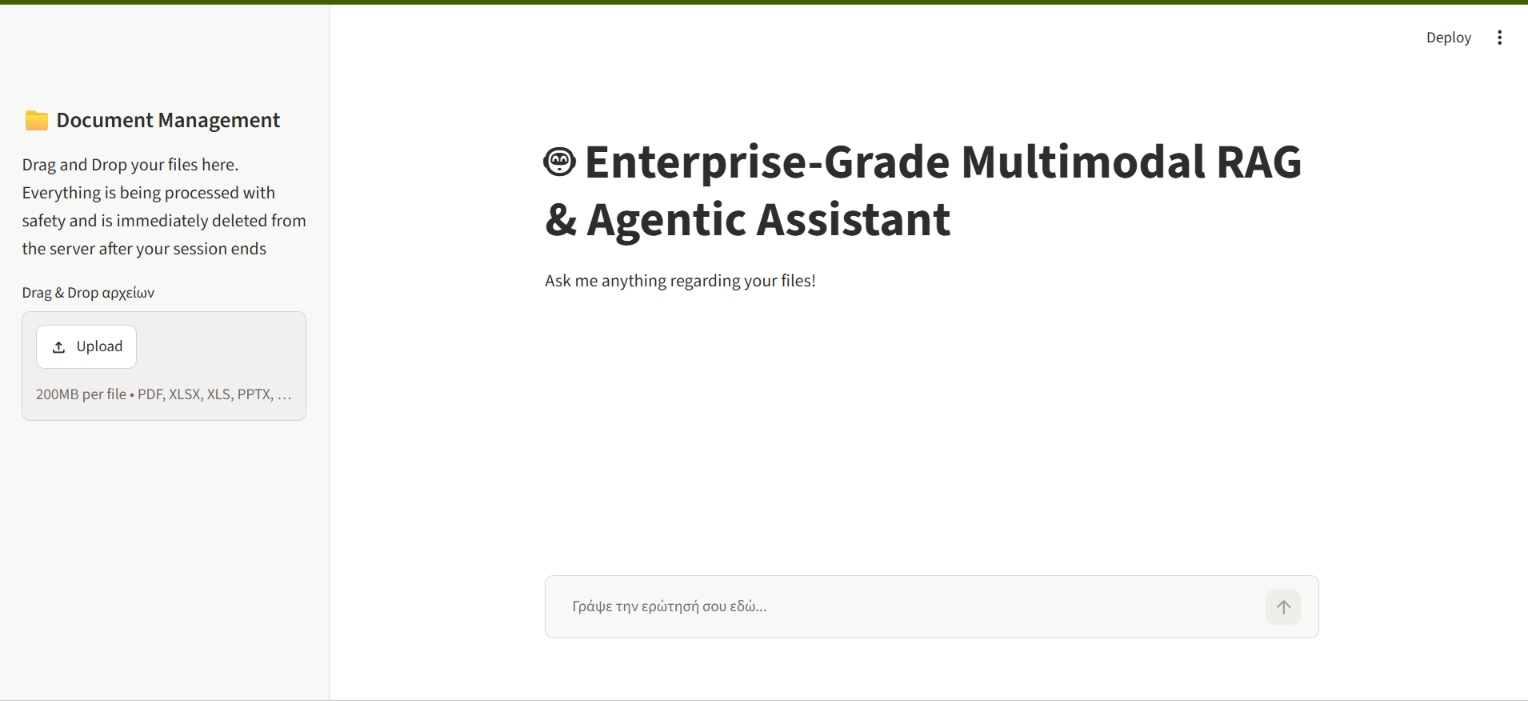 Deploy
Document Management
Drag and Drop your files here.
Everything is being processed with
safety and is immediately deleted from
the server after your session ends
Drag & Drop αρχείων
Upload
200MB per file • PDF, XLSX, XLS, PPTX, …
Enterprise-Grade Multimodal RAG
& Agentic Assistant
Ask me anything regarding your files!
Γράψε την ερώτησή σου εδώ...